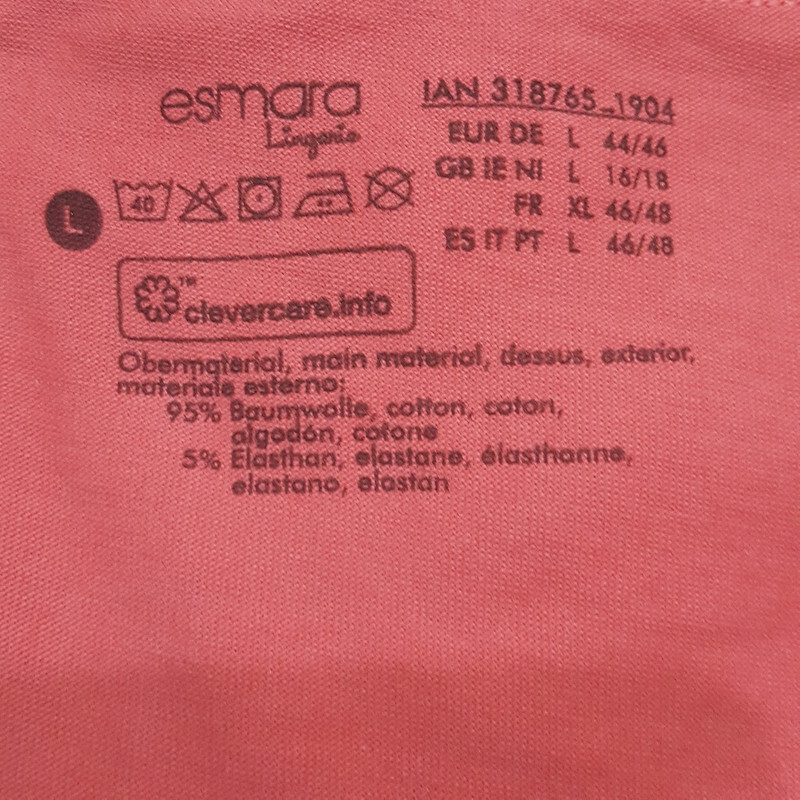 esmara
Lingerie
IAN 318765_1904
EUR DE L 44/46
GB IE NI L 16/18
FR XL 46/48
ES IT PT L 46/48
L
40
™
clevercare.info
Obermaterial, main material, dessus, exterior,
materiale esterno:
95% Baumwolle, cotton, coton,
algodón, cotone
5% Elasthan, elastane, élasthanne,
elastano, elastan